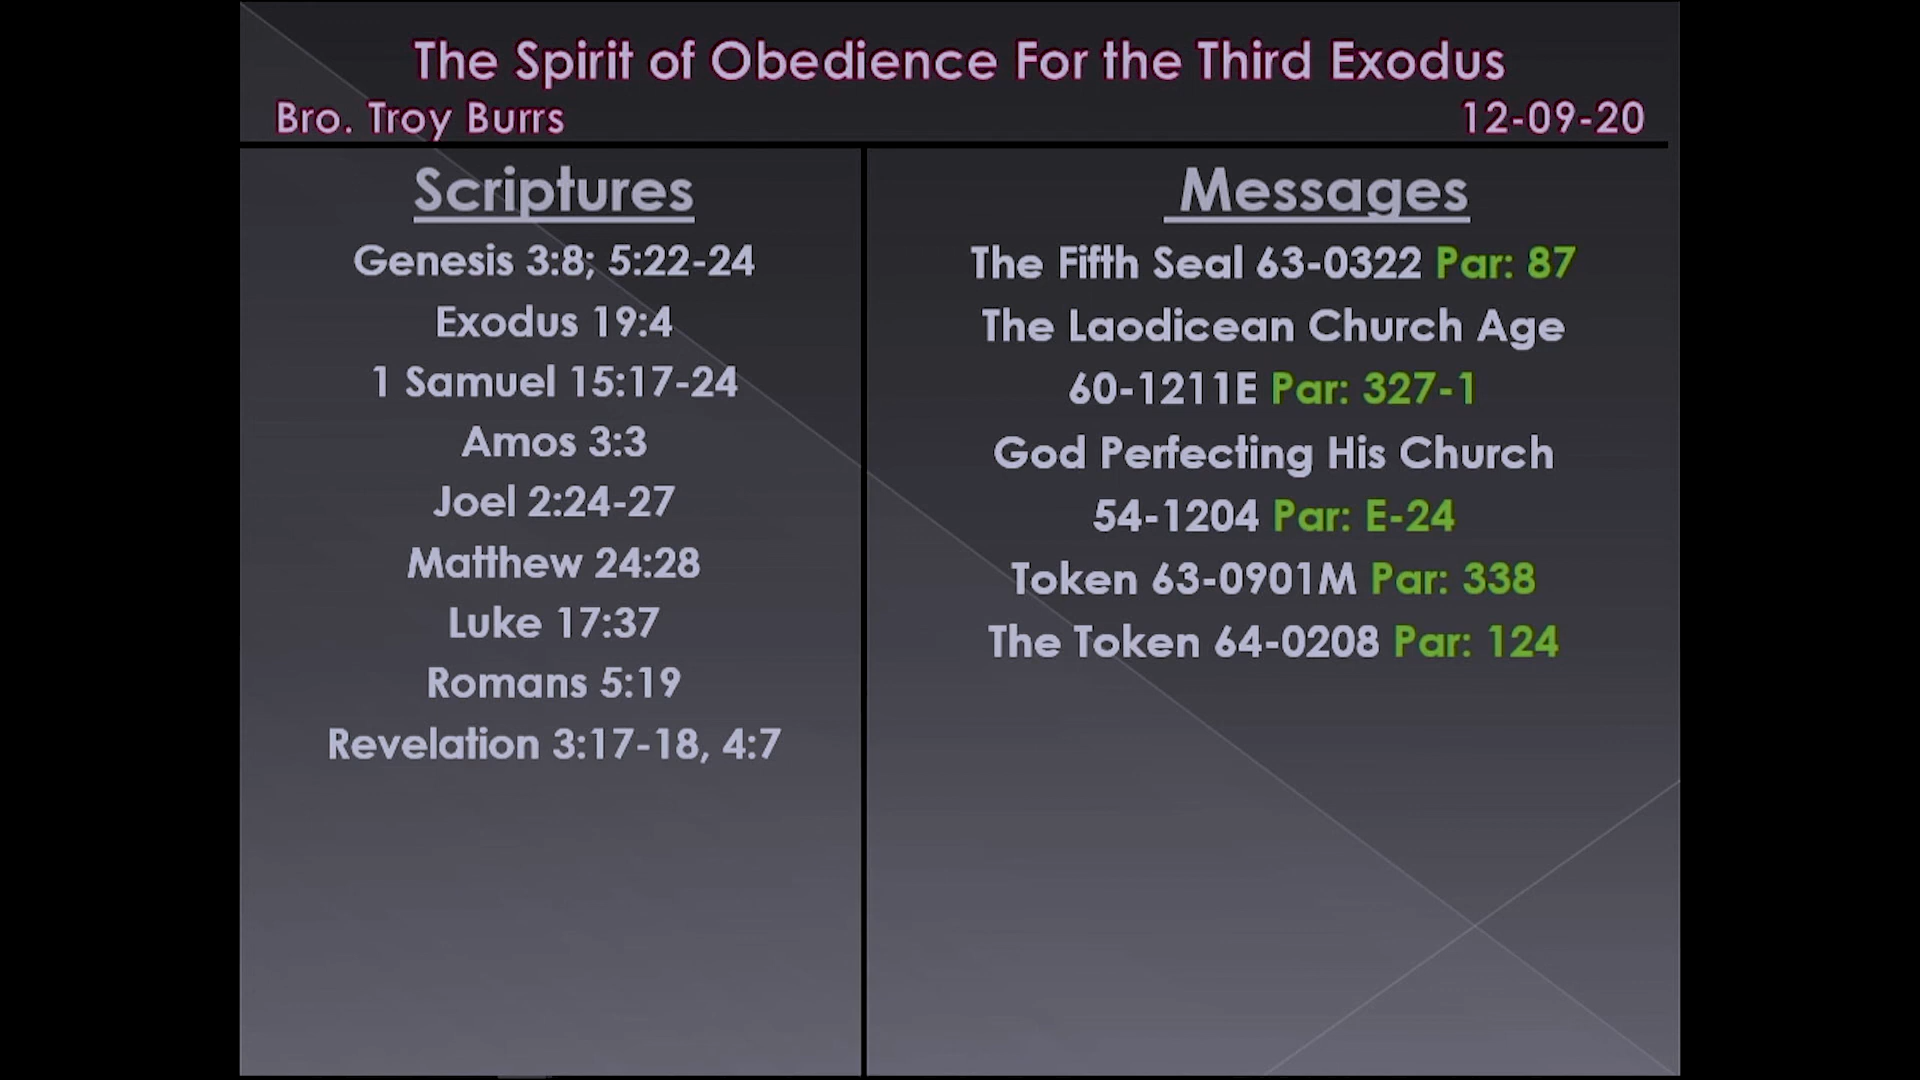 The Spirit of Obedience For the Third Exodus
Bro. Troy Burrs 12-09-20
Scriptures
Genesis 3:8; 5:22-24
Exodus 19:4
1 Samuel 15:17-24
Amos 3:3
Joel 2:24-27
Matthew 24:28
Luke 17:37
Romans 5:19
Revelation 3:17-18, 4:7
Messages
The Fifth Seal 63-0322 Par: 87
The Laodicean Church Age
60-1211E Par: 327-1
God Perfecting His Church
54-1204 Par: E-24
Token 63-0901M Par: 338
The Token 64-0208 Par: 124